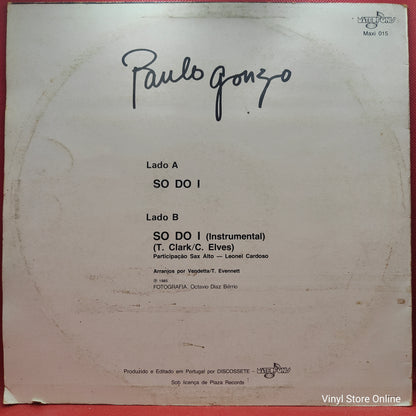 Maxi 015
Paulo gonzo
Lado A
SO DO I
Lado B
SO DO I (Instrumental)
(T. Clark/C. Elves)
Participação Sax Alto — Leonel Cardoso
Arranjos por Vendetta/T. Evennett
℗ 1985
FOTOGRAFIA, Octavio Diaz Bérrio
Produzido e Editado em Portugal por DISCOSSETE —
Sob licença de Plaza Records
Vinyl Store Online